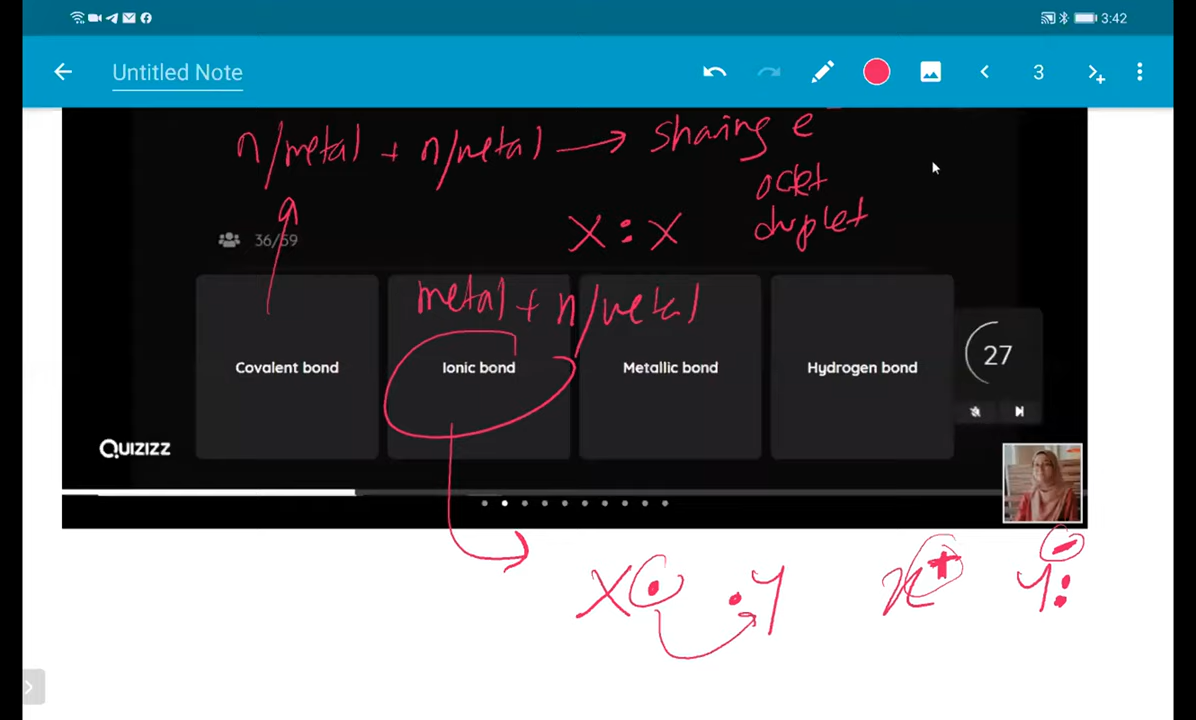 3:42
Untitled Note
3
n/metal + n/metal → sharing e⁻
octet
duplet
X : X
36/59
metal + n/metal
Covalent bond
Ionic bond
Metallic bond
Hydrogen bond
27
QUIZIZZ
X• •Y
x⁺ Y:⁻